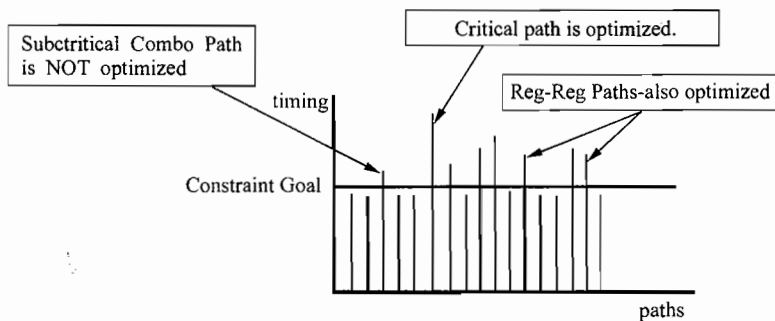 Critical path is optimized.
Subctritical Combo Path
is NOT optimized
Reg-Reg Paths-also optimized
timing
Constraint Goal
paths